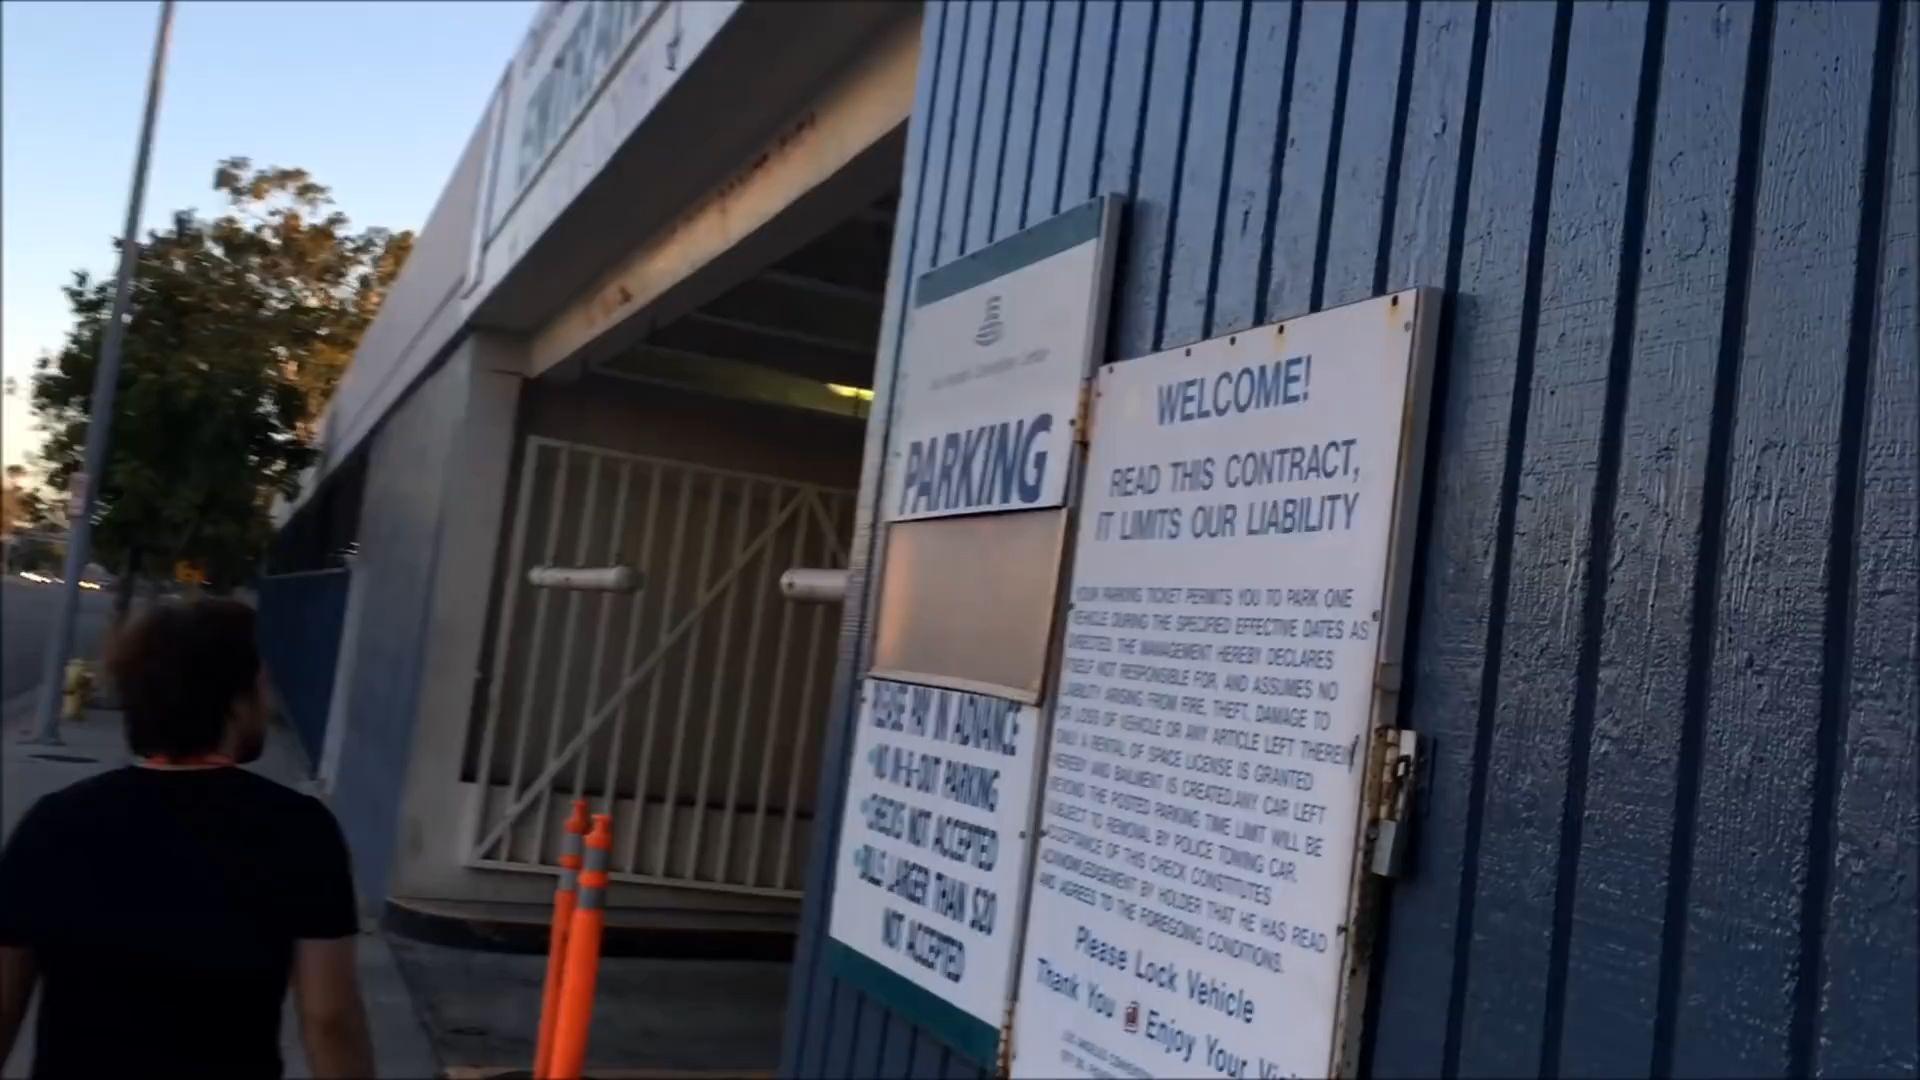 PARKING
PLEASE PAY IN ADVANCE
NO IN-&-OUT PARKING
CHECKS NOT ACCEPTED
BILLS LARGER THAN $20
NOT ACCEPTED
WELCOME!
READ THIS CONTRACT,
IT LIMITS OUR LIABILITY
YOUR PARKING TICKET PERMITS YOU TO PARK ONE
VEHICLE DURING THE SPECIFIED EFFECTIVE DATES AS
DIRECTED. THE MANAGEMENT HEREBY DECLARES
ITSELF NOT RESPONSIBLE FOR, AND ASSUMES NO
LIABILITY ARISING FROM FIRE, THEFT, DAMAGE TO
OR LOSS OF VEHICLE OR ANY ARTICLE LEFT THEREIN
ONLY A RENTAL OF SPACE LICENSE IS GRANTED
HEREBY AND BAILMENT IS CREATED.ANY CAR LEFT
BEYOND THE POSTED PARKING TIME LIMIT WILL BE
SUBJECT TO REMOVAL BY POLICE TOWING CAR.
ACCEPTANCE OF THIS CHECK CONSTITUTES
ACKNOWLEDGEMENT BY HOLDER THAT HE HAS READ
AND AGREES TO THE FOREGOING CONDITIONS.
Please Lock Vehicle
Thank You Enjoy Your